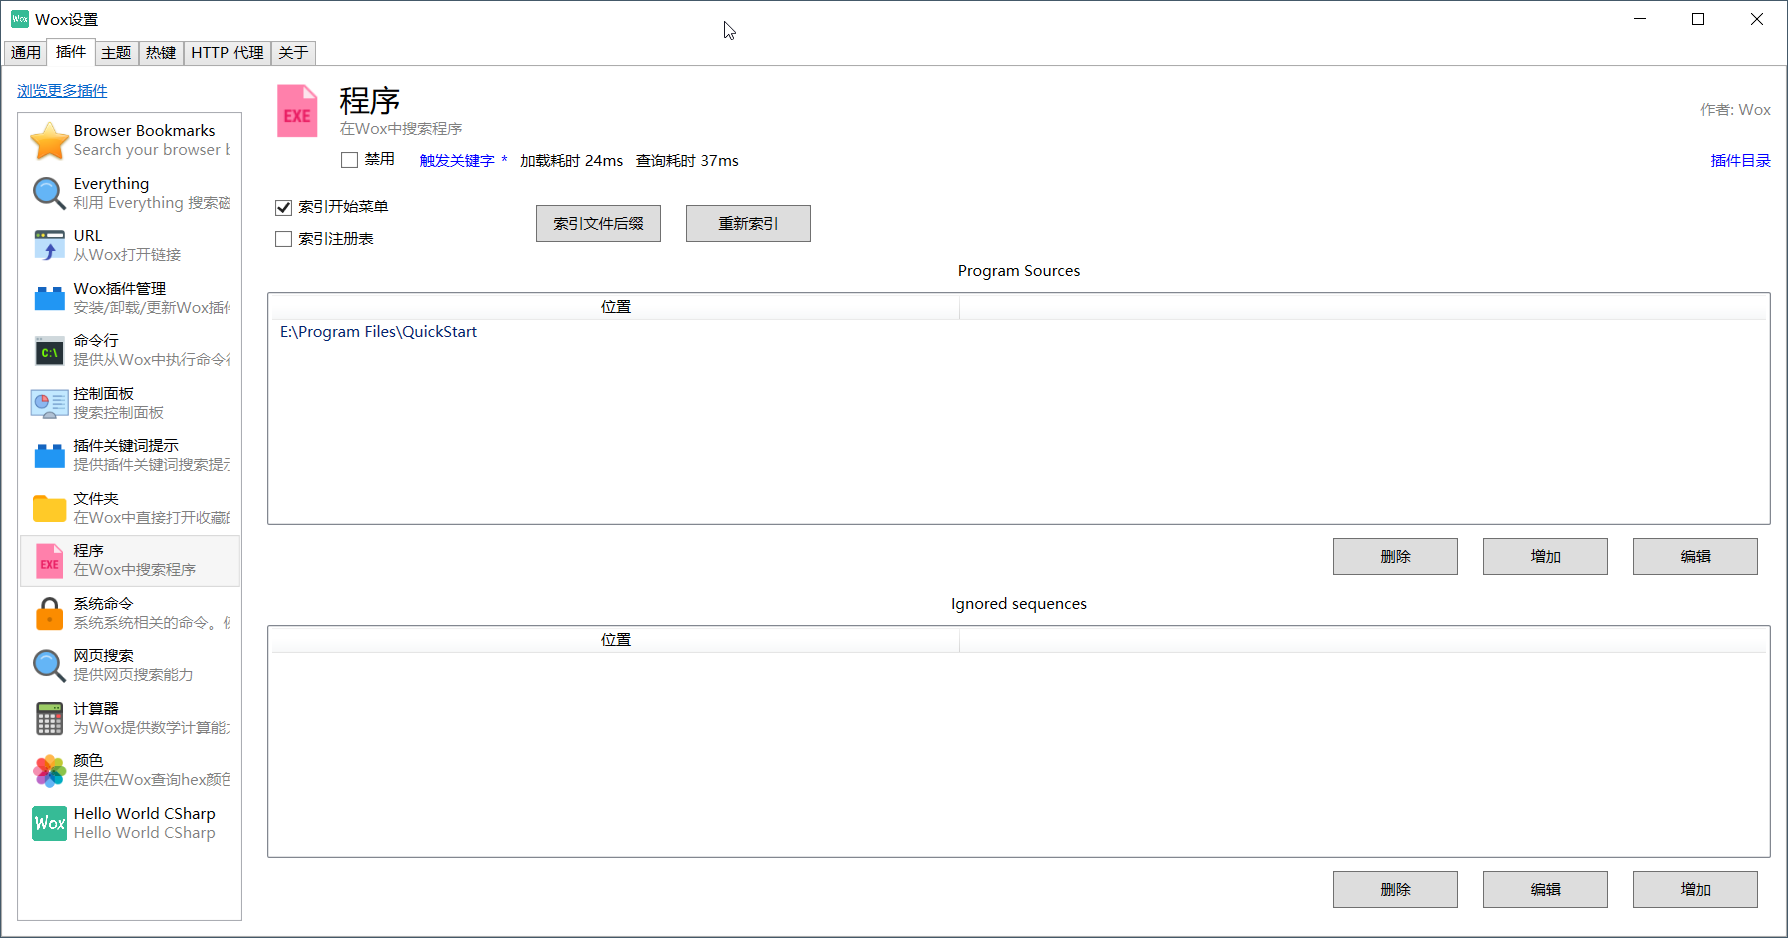 Wox Wox设置
通用 插件 主题 热键 HTTP 代理 关于
浏览更多插件
Browser Bookmarks
Search your browser b
Everything
利用 Everything 搜索磁
URL
从Wox打开链接
Wox插件管理
安装/卸载/更新Wox插件
C:\
命令行
提供从Wox中执行命令行
控制面板
搜索控制面板
插件关键词提示
提供插件关键词搜索提示
文件夹
在Wox中直接打开收藏的
EXE
程序
在Wox中搜索程序
系统命令
系统系统相关的命令。
网页搜索
提供网页搜索能力
计算器
为Wox提供数学计算能力
颜色
提供在Wox查询hex颜色
Wox
Hello World CSharp
Hello World CSharp
EXE
程序
在Wox中搜索程序
作者: Wox
禁用 触发关键字 * 加载耗时 24ms 查询耗时 37ms
插件目录
索引开始菜单
索引注册表
索引文件后缀 重新索引
Program Sources
位置
E:\Program Files\QuickStart
删除 增加 编辑
Ignored sequences
位置
删除 编辑 增加